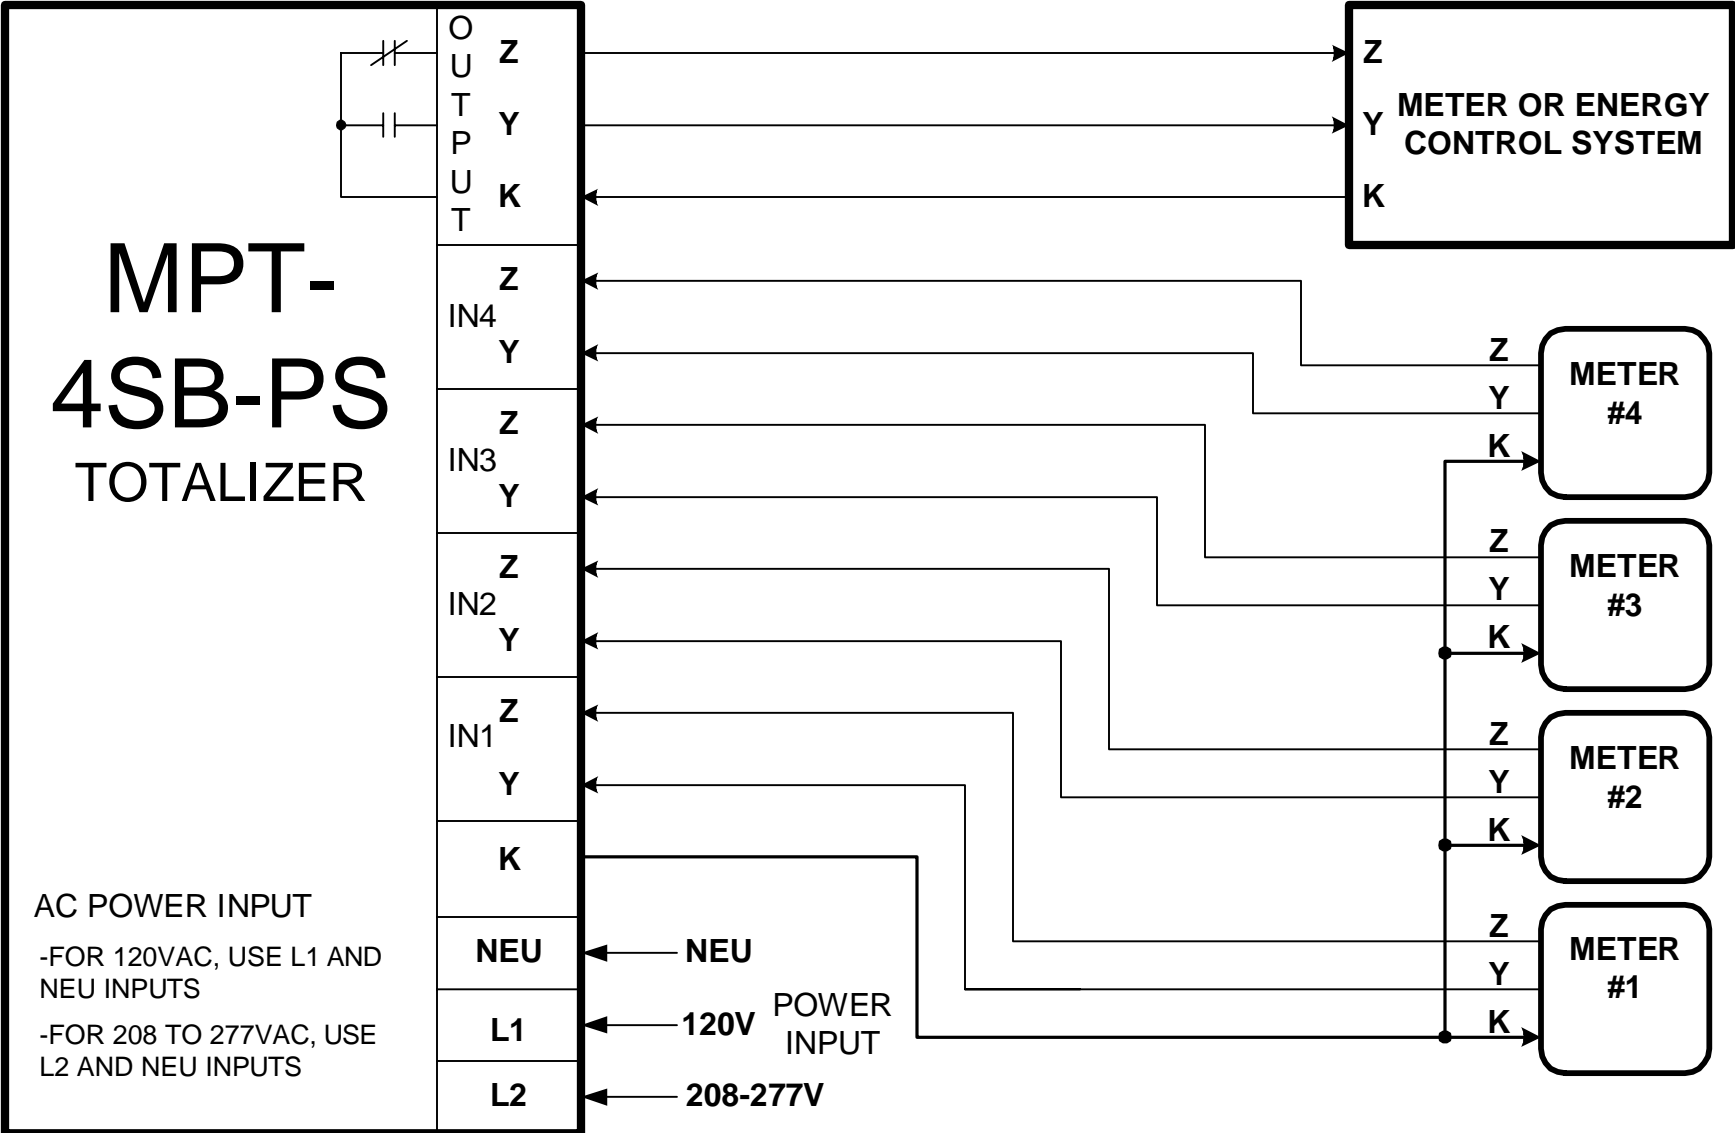 MPT-
4SB-PS
TOTALIZER
AC POWER INPUT
-FOR 120VAC, USE L1 AND
NEU INPUTS
-FOR 208 TO 277VAC, USE
L2 AND NEU INPUTS
OUTPUT
Z
Y
K
IN4
Z
Y
IN3
Z
Y
IN2
Z
Y
IN1
Z
Y
K
NEU
L1
L2
NEU
120V
208-277V
POWER
INPUT
Z
Y
K
METER OR ENERGY
CONTROL SYSTEM
Z
Y
K
METER
#4
Z
Y
K
METER
#3
Z
Y
K
METER
#2
Z
Y
K
METER
#1